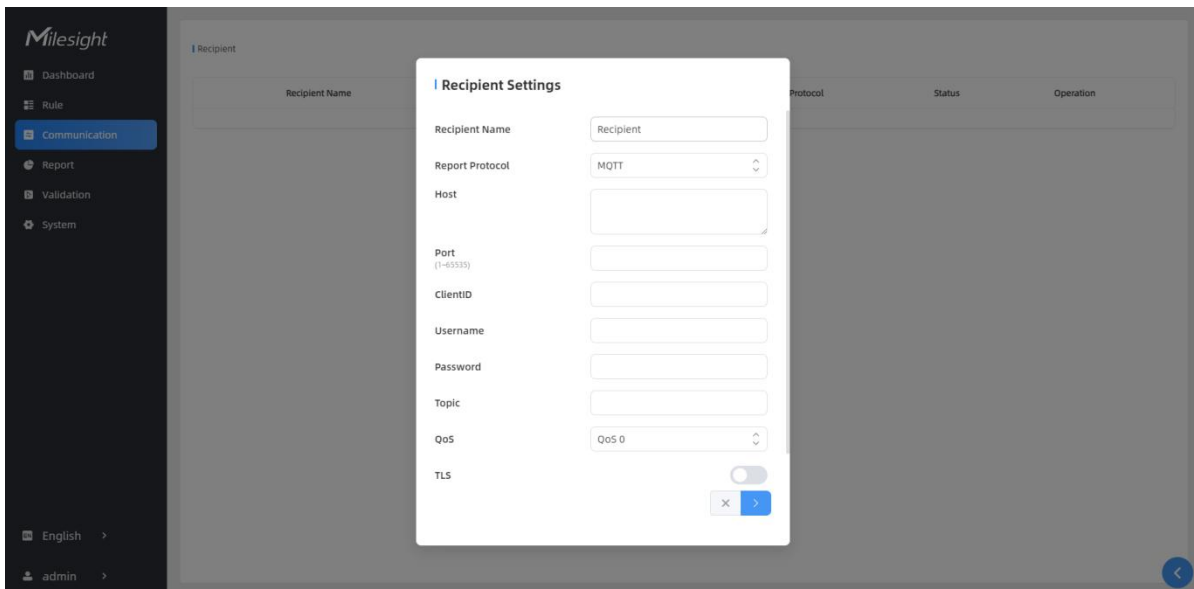 Milesight
Dashboard
Rule
Communication
Report
Validation
System
English
admin
Recipient
Recipient Name
Protocol
Status
Operation
Recipient Settings
Recipient Name
Recipient
Report Protocol
MQTT
Host
Port
(1~65535)
ClientID
Username
Password
Topic
QoS
QoS 0
TLS